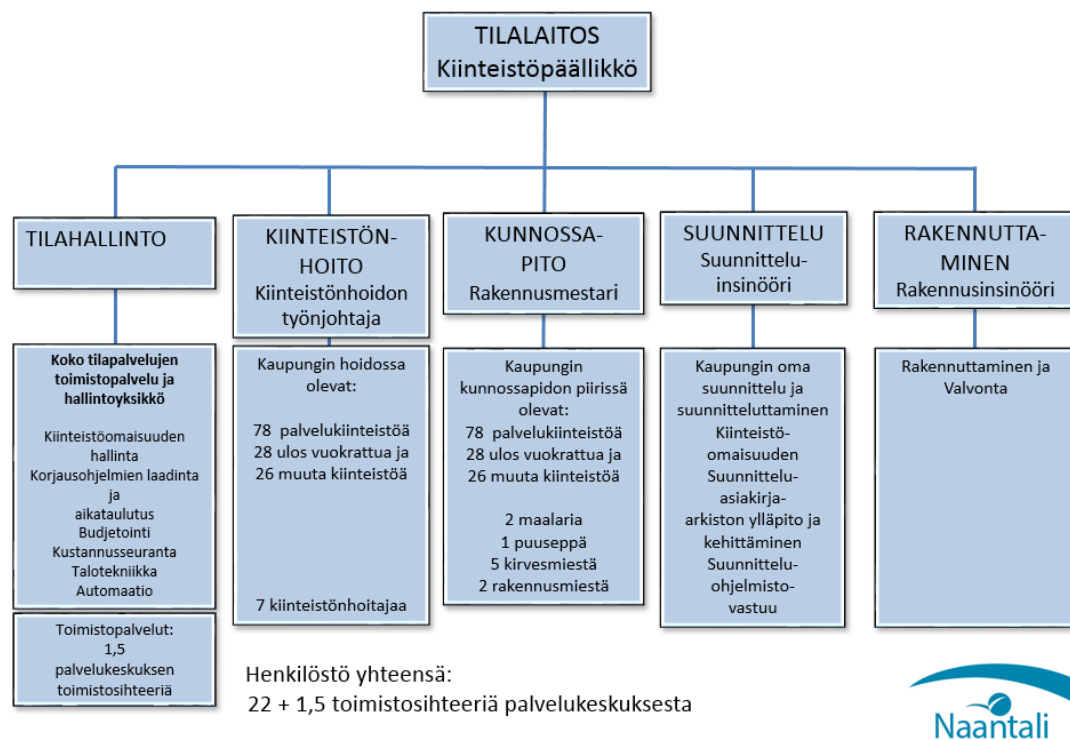 TILALAITOS
Kiinteistöpäällikkö
TILAHALLINTO
KIINTEISTÖN-
HOITO
Kiinteistönhoidon
työnjohtaja
KUNNOSSA-
PITO
Rakennusmestari
SUUNNITTELU
Suunnittelu-
insinööri
RAKENNUTTA-
MINEN
Rakennusinsinööri
Koko tilapalvelujen
toimistopalvelu ja
hallintoyksikkö
Kiinteistöomaisuuden
hallinta
Korjausohjelmien laadinta
ja
aikataulutus
Budjetointi
Kustannusseuranta
Talotekniikka
Automaatio
Toimistopalvelut:
1,5
palvelukeskuksen
toimistosihteeriä
Kaupungin hoidossa
olevat:
78 palvelukiinteistöä
28 ulos vuokrattua ja
26 muuta kiinteistöä
7 kiinteistönhoitajaa
Kaupungin
kunnossapidon piirissä
olevat:
78 palvelukiinteistöä
28 ulos vuokrattua ja
26 muuta kiinteistöä
2 maalaria
1 puuseppä
5 kirvesmiestä
2 rakennusmiestä
Kaupungin oma
suunnittelu ja
suunnitteluttaminen
Kiinteistö-
omaisuuden
Suunnittelu-
asiakirja-
arkiston ylläpito ja
kehittäminen
Suunnittelu-
ohjelmisto-
vastuu
Rakennuttaminen ja
Valvonta
Henkilöstö yhteensä:
22 + 1,5 toimistosihteeriä palvelukeskuksesta
Naantali